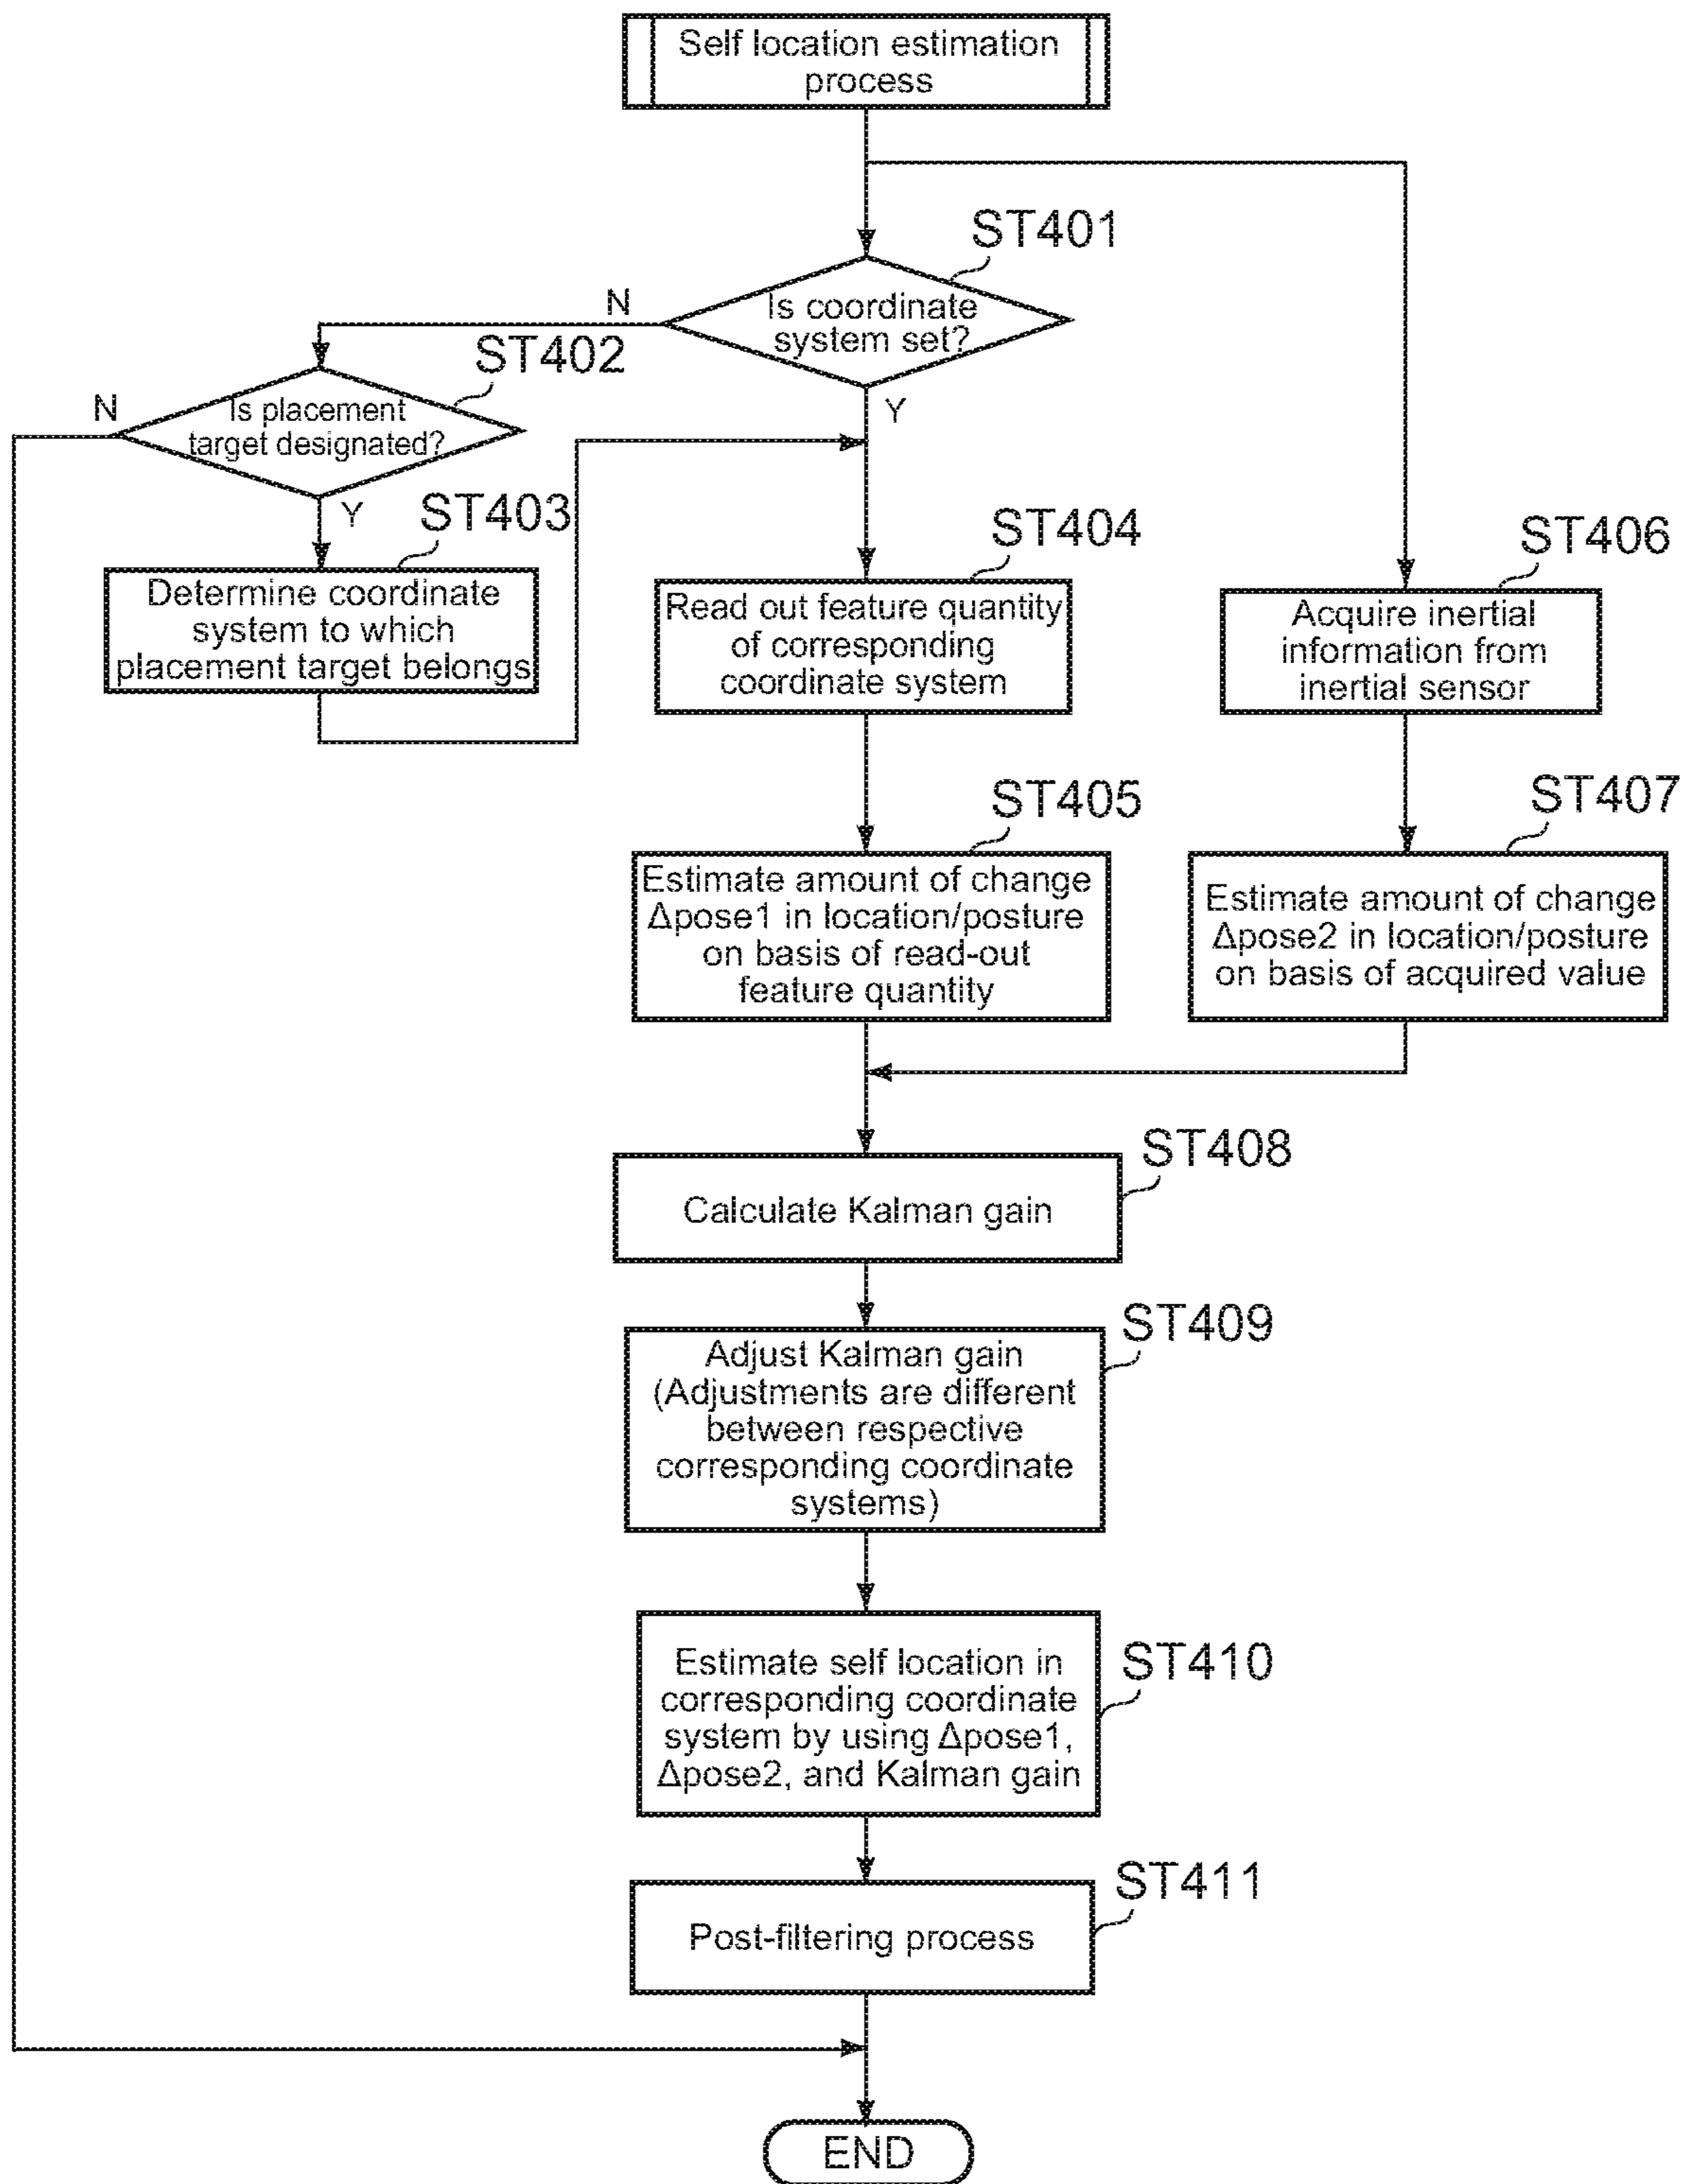 Self location estimation
process
ST401
Is coordinate
system set?
N
Y
ST402
Is placement
target designated?
N
Y
ST403
Determine coordinate
system to which
placement target belongs
ST404
Read out feature quantity
of corresponding
coordinate system
ST406
Acquire inertial
information from
inertial sensor
ST405
Estimate amount of change
Δpose1 in location/posture
on basis of read-out
feature quantity
ST407
Estimate amount of change
Δpose2 in location/posture
on basis of acquired value
ST408
Calculate Kalman gain
ST409
Adjust Kalman gain
(Adjustments are different
between respective
corresponding coordinate
systems)
ST410
Estimate self location in
corresponding coordinate
system by using Δpose1,
Δpose2, and Kalman gain
ST411
Post-filtering process
END